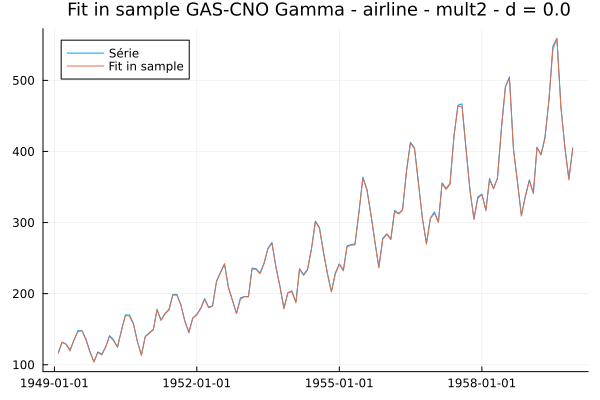 Fit in sample GAS-CNO Gamma - airline - mult2 - d = 0.0
Série
Fit in sample
500
400
300
200
100
1949-01-01 1952-01-01 1955-01-01 1958-01-01